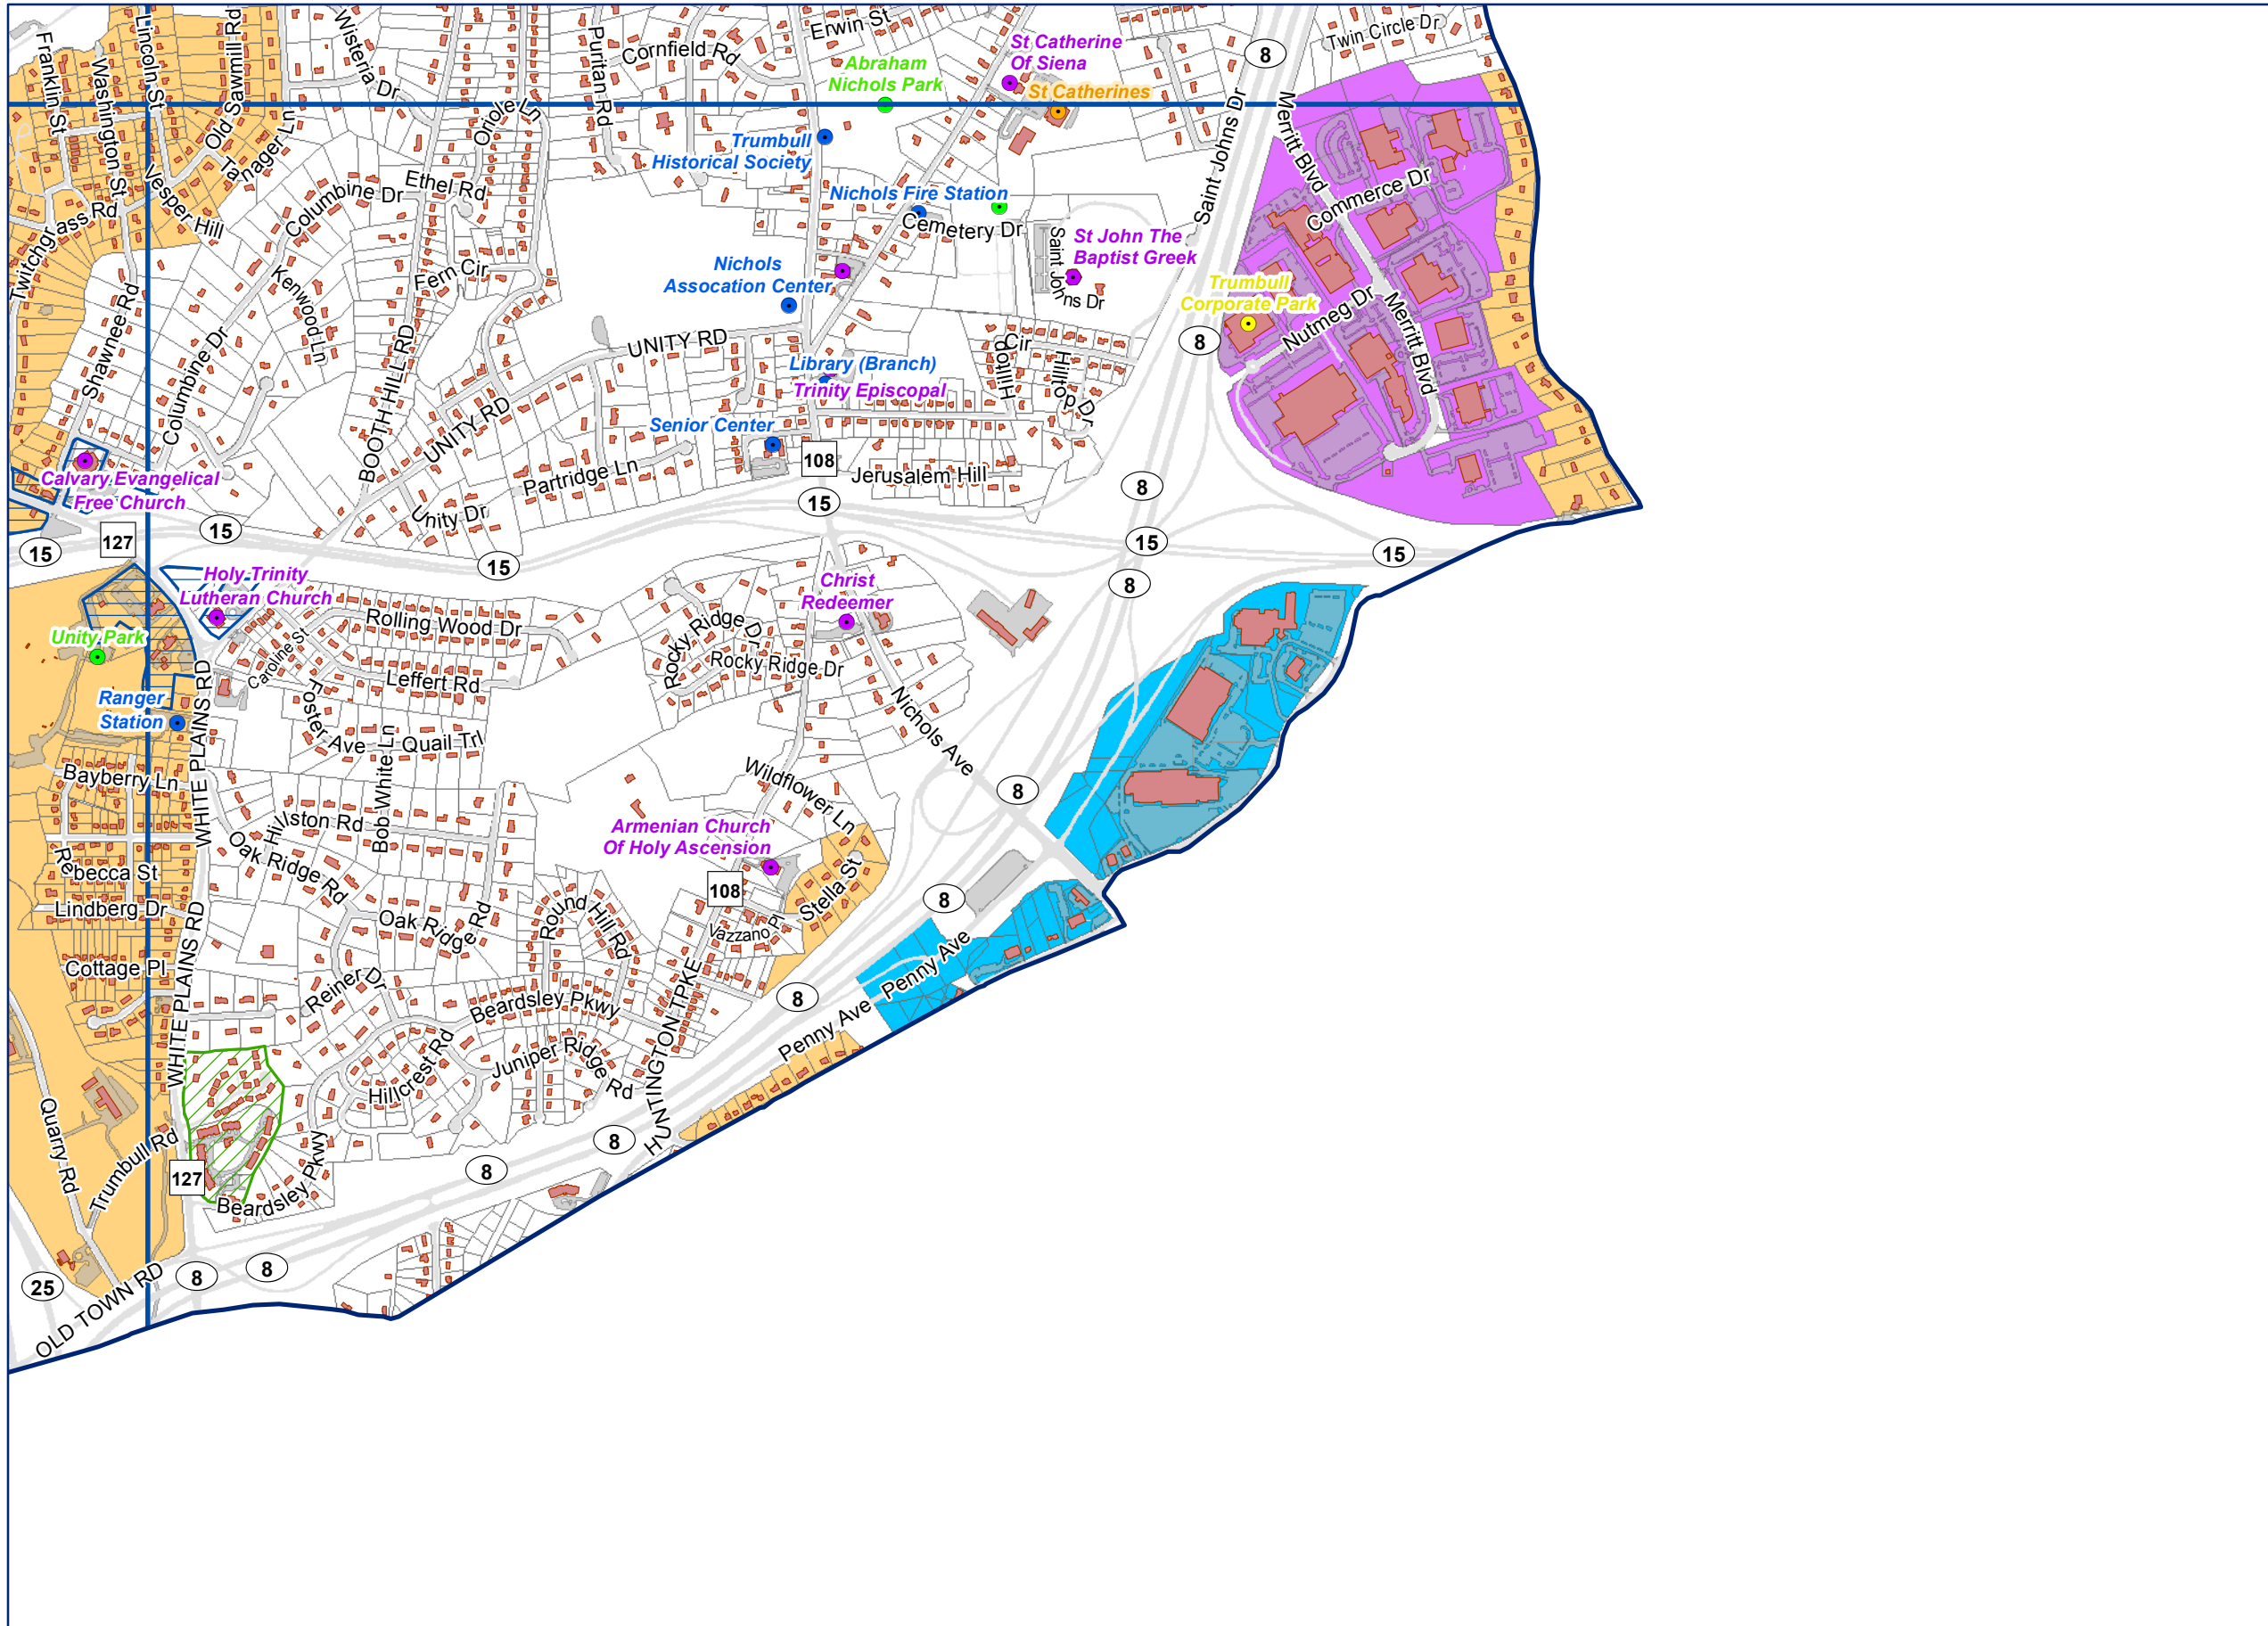 Franklin St
Washington St
Lincoln St
Old Sawmill Rd
Wisteria Dr
Puritan Rd
Cornfield Rd
Erwin St
St Catherine
Of Siena
8
Twin Circle Dr
Abraham
Nichols Park
St Catherines
Oriole Ln
Tanager Ln
Vesper Hill
Twitchgrass Rd
Trumbull
Historical Society
Saint Johns Dr
Merritt Blvd
Commerce Dr
Columbine Dr
Ethel Rd
Nichols Fire Station
Cemetery Dr
Saint Johns Dr
St John The
Baptist Greek
Nichols
Assocation Center
Fern Cir
Kenwood Ln
Shawnee Rd
Columbine Dr
BOOTH HILL RD
UNITY RD
UNITY RD
Trumbull
Corporate Park
Nutmeg Dr
Merritt Blvd
8
Hilltop Cir
Hilltop Dr
Library (Branch)
Trinity Episcopal
Senior Center
108
Jerusalem Hill
Partridge Ln
Unity Dr
Calvary Evangelical
Free Church
127
15
15
15
15
8
15
15
8
Holy Trinity
Lutheran Church
Christ
Redeemer
Unity Park
Caroline St
Rolling Wood Dr
Rocky Ridge Dr
Rocky Ridge Dr
Leffert Rd
Ranger
Station
WHITE PLAINS RD
Foster Ave
Quail Trl
Bob White Ln
Nichols Ave
Bayberry Ln
Wildflower Ln
8
Hillston Rd
Oak Ridge Rd
Armenian Church
Of Holy Ascension
Rebecca St
108
Stella St
8
Lindberg Dr
WHITE PLAINS RD
Oak Ridge Rd
Round Hill Rd
Vazzano Pl
Penny Ave
Cottage Pl
Reiner Dr
Beardsley Pkwy
HUNTINGTON TPKE
8
Penny Ave
Hillcrest Rd
Juniper Ridge Rd
Quarry Rd
Trumbull Rd
127
Beardsley Pkwy
8
8
25
8
8
OLD TOWN RD